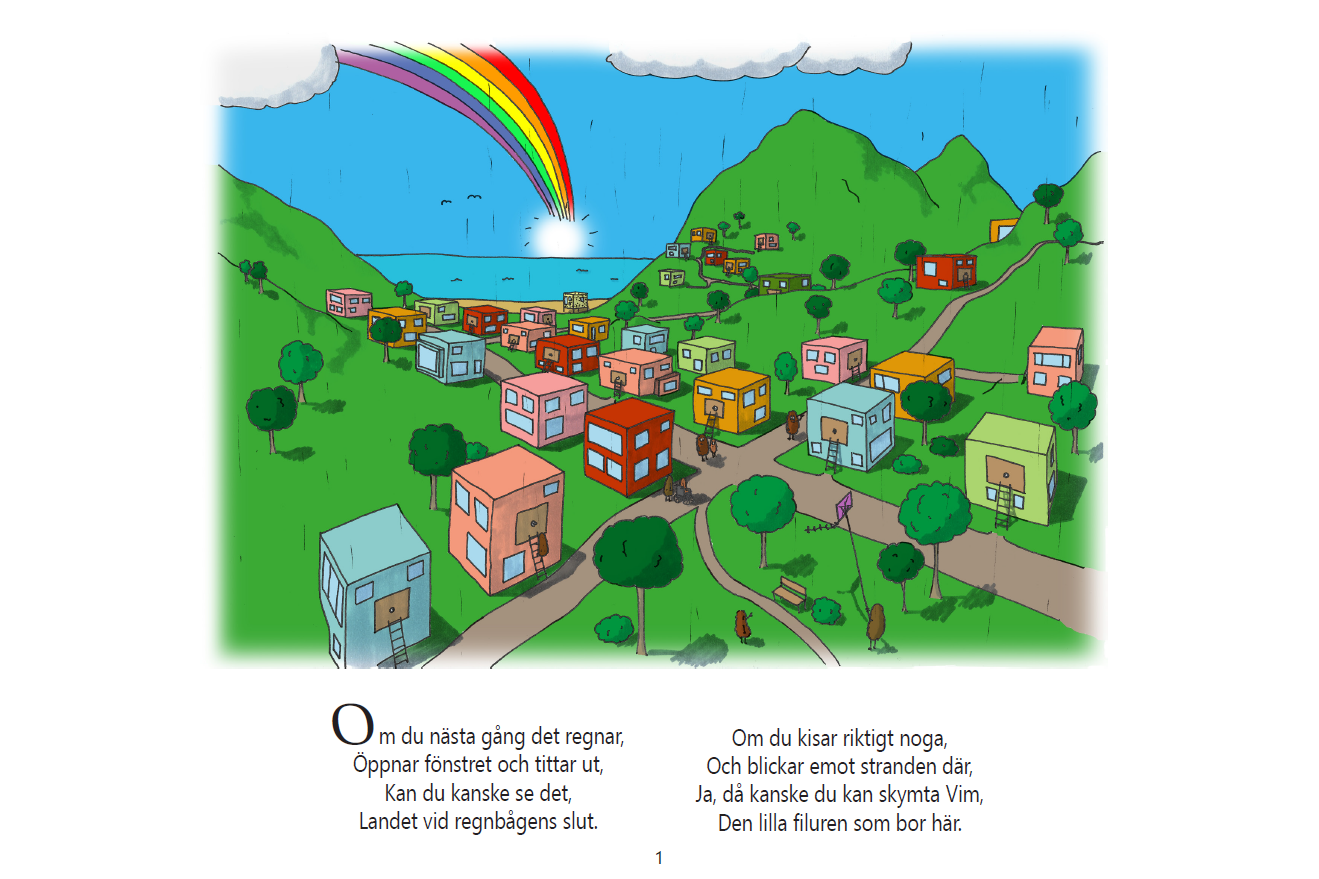 Om du nästa gång det regnar,
Öppnar fönstret och tittar ut,
Kan du kanske se det,
Landet vid regnbågens slut.
Om du kisar riktigt noga,
Och blickar emot stranden där,
Ja, då kanske du kan skymta Vim,
Den lilla filuren som bor här.
1